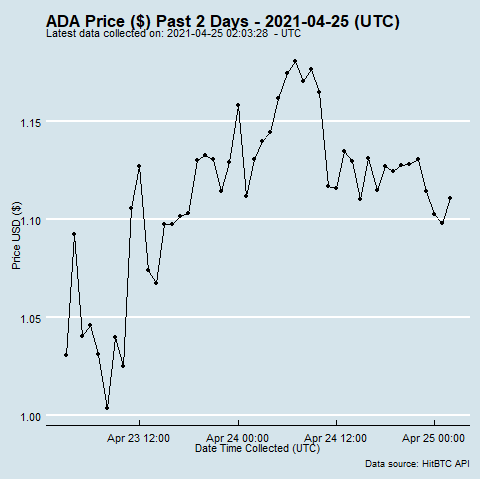 ADA Price ($) Past 2 Days - 2021-04-25 (UTC)
Latest data collected on: 2021-04-25 02:03:28 - UTC
1.15
1.10
1.05
1.00
Price USD ($)
Apr 23 12:00 Apr 24 00:00 Apr 24 12:00 Apr 25 00:00
Date Time Collected (UTC)
Data source: HitBTC API